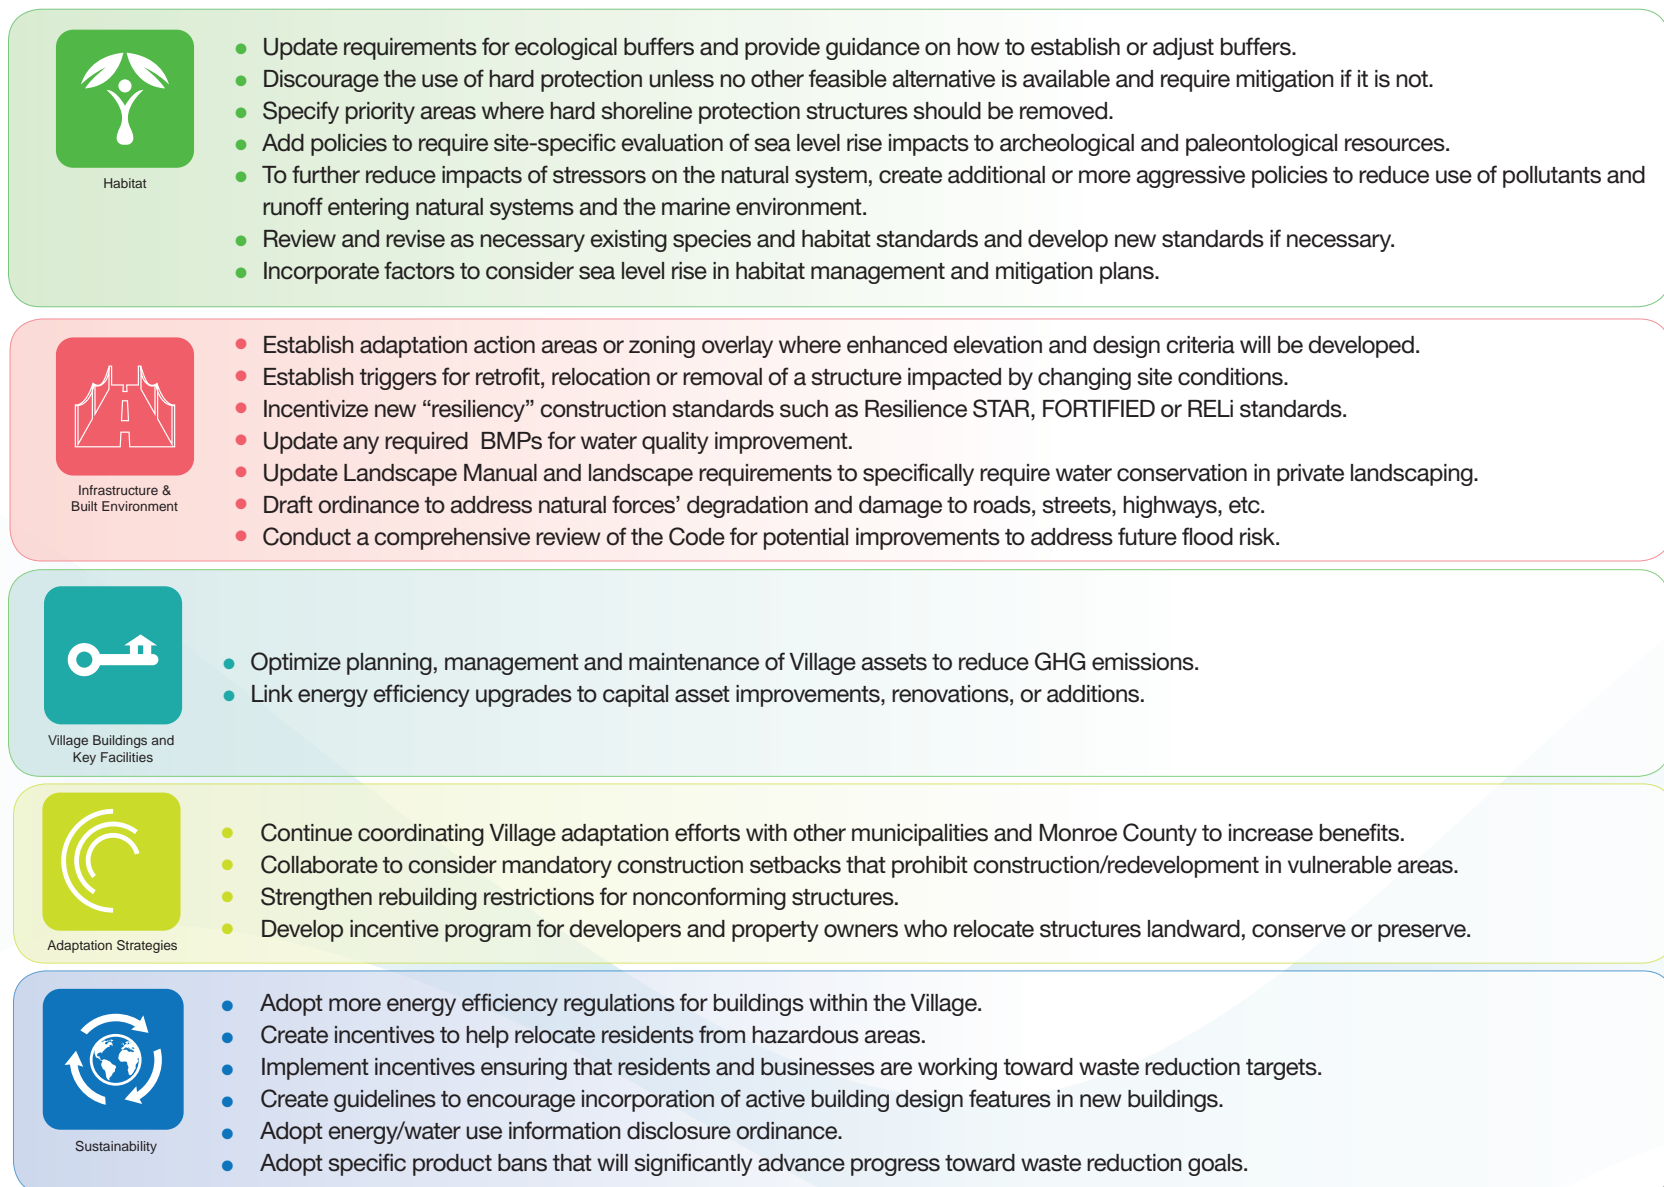 Habitat
● Update requirements for ecological buffers and provide guidance on how to establish or adjust buffers.
● Discourage the use of hard protection unless no other feasible alternative is available and require mitigation if it is not.
● Specify priority areas where hard shoreline protection structures should be removed.
● Add policies to require site-specific evaluation of sea level rise impacts to archeological and paleontological resources.
● To further reduce impacts of stressors on the natural system, create additional or more aggressive policies to reduce use of pollutants and
runoff entering natural systems and the marine environment.
● Review and revise as necessary existing species and habitat standards and develop new standards if necessary.
● Incorporate factors to consider sea level rise in habitat management and mitigation plans.
Infrastructure &
Built Environment
● Establish adaptation action areas or zoning overlay where enhanced elevation and design criteria will be developed.
● Establish triggers for retrofit, relocation or removal of a structure impacted by changing site conditions.
● Incentivize new “resiliency” construction standards such as Resilience STAR, FORTIFIED or RELi standards.
● Update any required  BMPs for water quality improvement.
● Update Landscape Manual and landscape requirements to specifically require water conservation in private landscaping.
● Draft ordinance to address natural forces’ degradation and damage to roads, streets, highways, etc.
● Conduct a comprehensive review of the Code for potential improvements to address future flood risk.
Village Buildings and
Key Facilities
● Optimize planning, management and maintenance of Village assets to reduce GHG emissions.
● Link energy efficiency upgrades to capital asset improvements, renovations, or additions.
Adaptation Strategies
● Continue coordinating Village adaptation efforts with other municipalities and Monroe County to increase benefits.
● Collaborate to consider mandatory construction setbacks that prohibit construction/redevelopment in vulnerable areas.
● Strengthen rebuilding restrictions for nonconforming structures.
● Develop incentive program for developers and property owners who relocate structures landward, conserve or preserve.
Sustainability
● Adopt more energy efficiency regulations for buildings within the Village.
● Create incentives to help relocate residents from hazardous areas.
● Implement incentives ensuring that residents and businesses are working toward waste reduction targets.
● Create guidelines to encourage incorporation of active building design features in new buildings.
● Adopt energy/water use information disclosure ordinance.
● Adopt specific product bans that will significantly advance progress toward waste reduction goals.